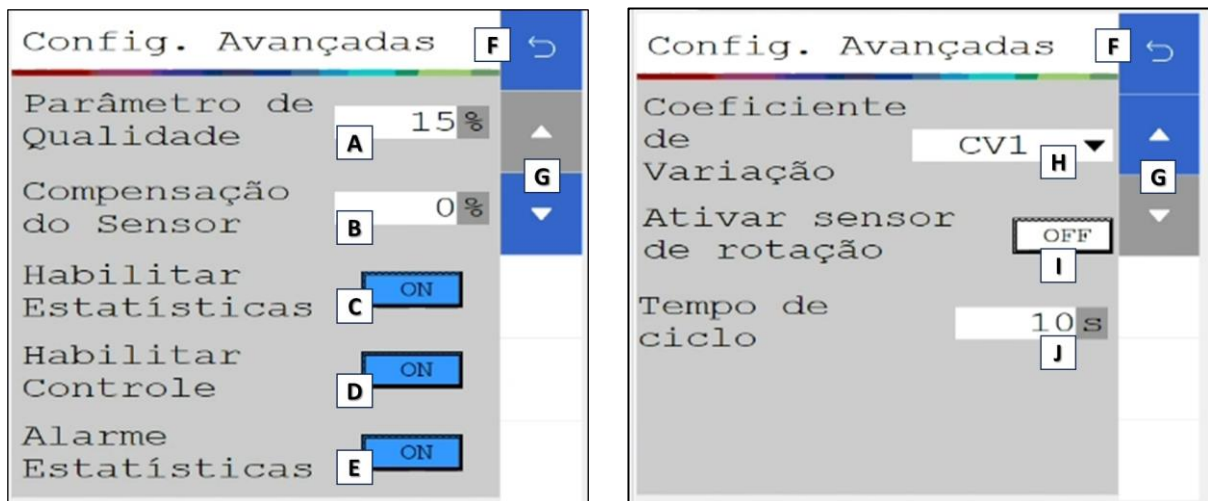 Config. Avançadas F
Parâmetro de
Qualidade A 15 %
G
Compensação
do Sensor B 0 %
Habilitar
Estatísticas C ON
Habilitar
Controle D ON
Alarme
Estatísticas E ON
Config. Avançadas F
Coeficiente
de
Variação CV1 H
G
Ativar sensor
de rotação OFF
I
Tempo de
ciclo 10 s
J